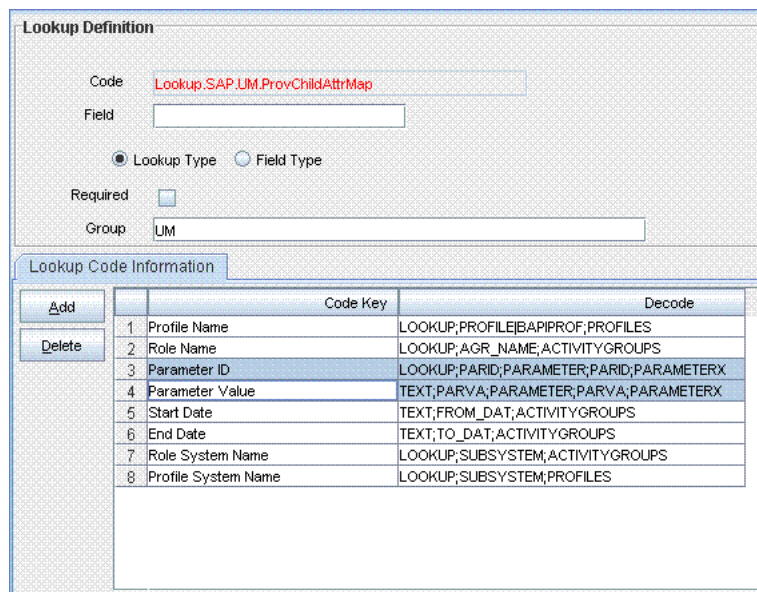 Lookup Definition
Code Lookup.SAP.UM.ProvChildAttrMap
Field
Lookup Type Field Type
Required
Group UM
Lookup Code Information
Add
Delete
Code Key Decode
1 Profile Name LOOKUP;PROFILE|BAPIPROF;PROFILES
2 Role Name LOOKUP;AGR_NAME;ACTIVITYGROUPS
3 Parameter ID LOOKUP;PARID;PARAMETER;PARID;PARAMETERX
4 Parameter Value TEXT;PARVA;PARAMETER;PARVA;PARAMETERX
5 Start Date TEXT;FROM_DAT;ACTIVITYGROUPS
6 End Date TEXT;TO_DAT;ACTIVITYGROUPS
7 Role System Name LOOKUP;SUBSYSTEM;ACTIVITYGROUPS
8 Profile System Name LOOKUP;SUBSYSTEM;PROFILES